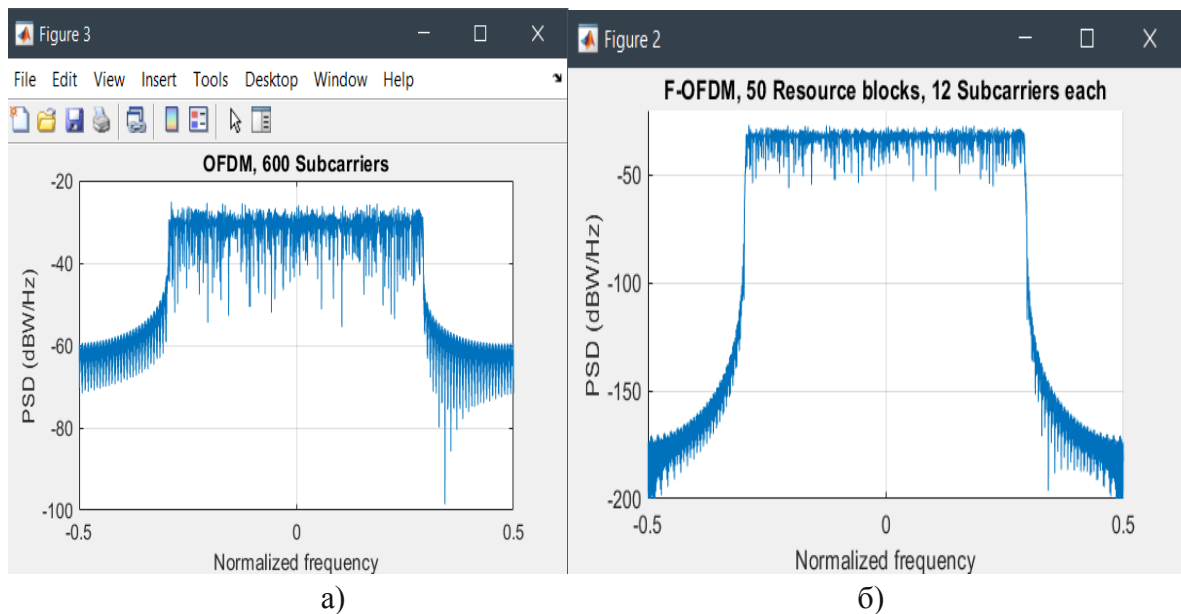 Figure 3
File Edit View Insert Tools Desktop Window Help
OFDM, 600 Subcarriers
PSD (dBW/Hz)
-20
-40
-60
-80
-100
-0.5 0 0.5
Normalized frequency
а)
Figure 2
F-OFDM, 50 Resource blocks, 12 Subcarriers each
PSD (dBW/Hz)
-50
-100
-150
-200
-0.5 0 0.5
Normalized frequency
б)